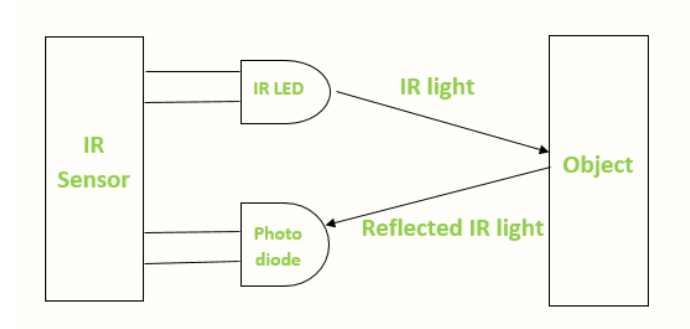 IR LED
IR light
IR
Sensor
Object
Photo
diode
Reflected IR light